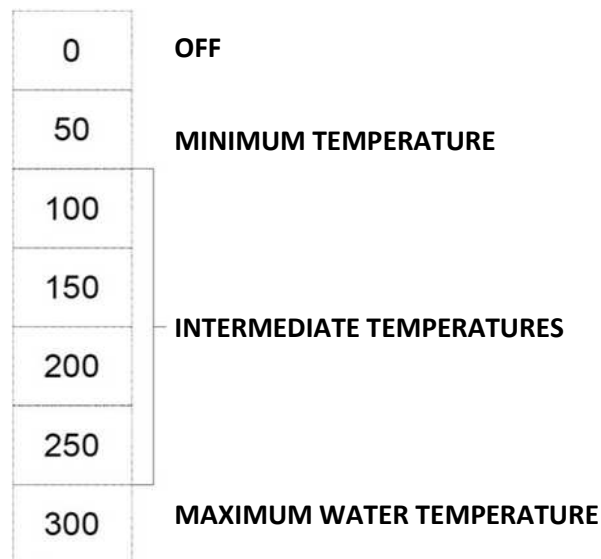 0 OFF
50 MINIMUM TEMPERATURE
100
150
INTERMEDIATE TEMPERATURES
200
250
300 MAXIMUM WATER TEMPERATURE